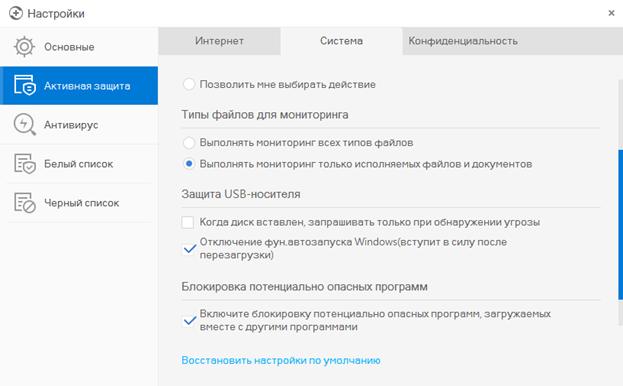 Настройки
Основные
Активная защита
Антивирус
Белый список
Черный список
Интернет
Система
Конфиденциальность
Позволить мне выбирать действие
Типы файлов для мониторинга
Выполнять мониторинг всех типов файлов
Выполнять мониторинг только исполняемых файлов и документов
Защита USB-носителя
Когда диск вставлен, запрашивать только при обнаружении угрозы
Отключение фун.автозапуска Windows(вступит в силу после
перезагрузки)
Блокировка потенциально опасных программ
Включите блокировку потенциально опасных программ, загружаемых
вместе с другими программами
Восстановить настройки по умолчанию